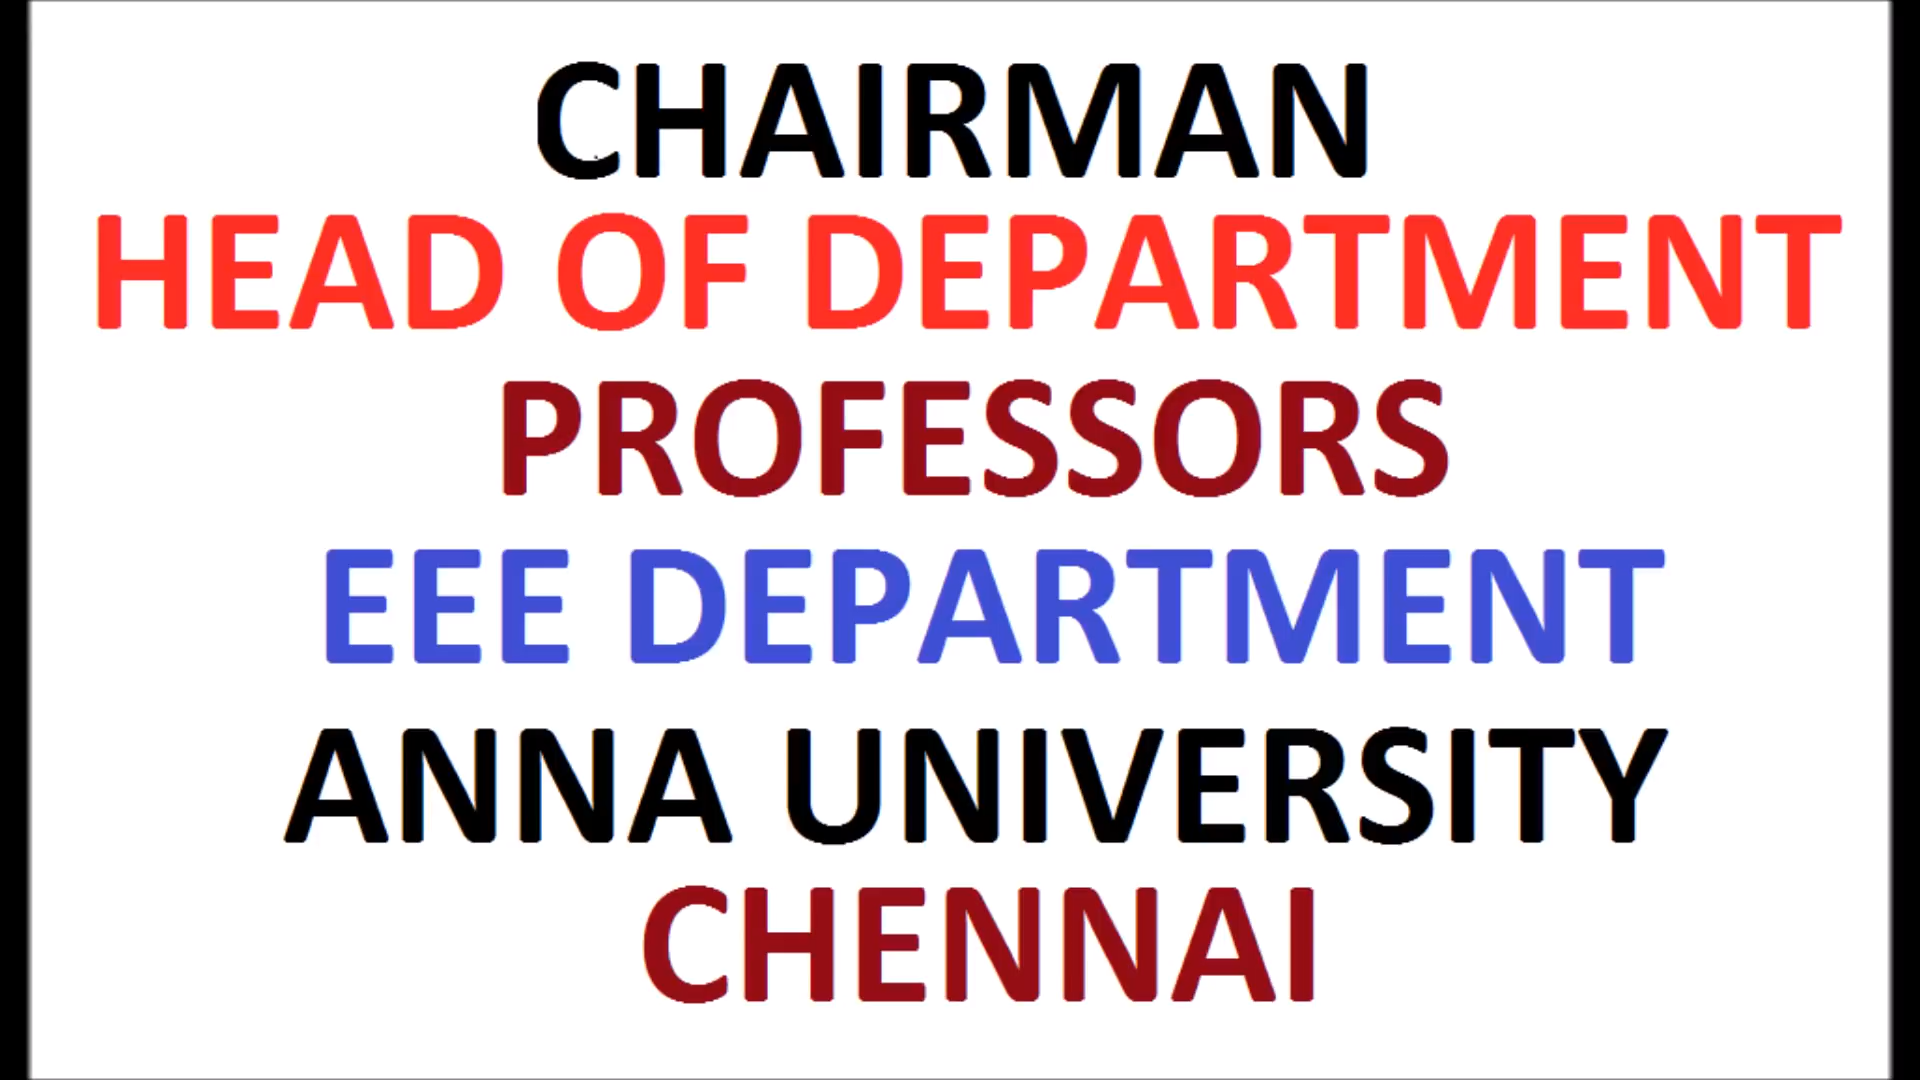 CHAIRMAN
HEAD OF DEPARTMENT
PROFESSORS
EEE DEPARTMENT
ANNA UNIVERSITY
CHENNAI